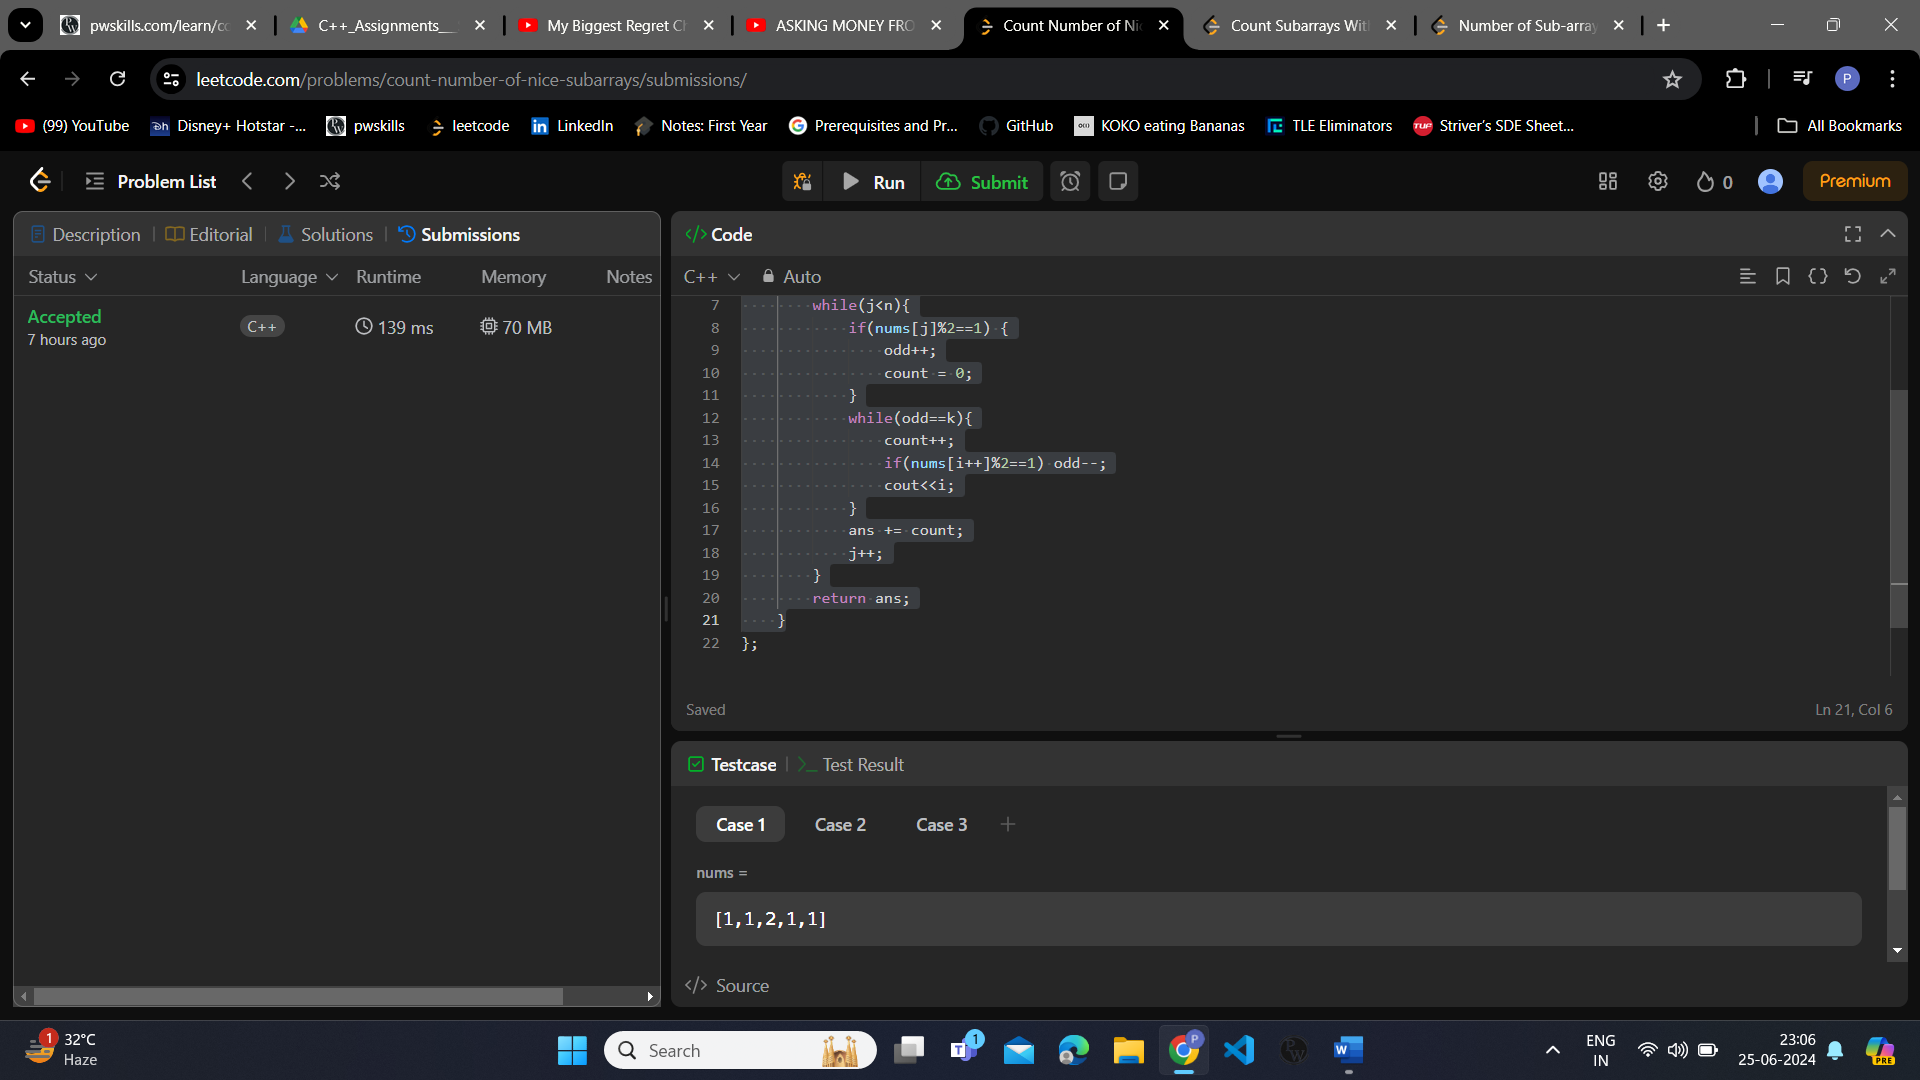 pwskills.com/learn/co
C++_Assignments__
My Biggest Regret
ASKING MONEY FRO
Count Number of Ni
Count Subarrays Wit
Number of Sub-array
leetcode.com/problems/count-number-of-nice-subarrays/submissions/
P
(99) YouTube
Disney+ Hotstar -...
pwskills
leetcode
LinkedIn
Notes: First Year
Prerequisites and Pr...
GitHub
KOKO eating Bananas
TLE Eliminators
Striver's SDE Sheet...
All Bookmarks
Problem List
Run
Submit
0
Premium
Description
Editorial
Solutions
Submissions
Status
Language
Runtime
Memory
Notes
Accepted
7 hours ago
C++
139 ms
70 MB
Code
C++
Auto
7 while(j<n){
8 if(nums[j]%2==1) {
9 odd++;
10 count = 0;
11 }
12 while(odd==k){
13 count++;
14 if(nums[i++]%2==1) odd--;
15 cout<<i;
16 }
17 ans += count;
18 j++;
19 }
20 return ans;
21 }
22 };
Saved
Ln 21, Col 6
Testcase
Test Result
Case 1
Case 2
Case 3
nums =
[1,1,2,1,1]
Source
1
32°C
Haze
Search
1
P
ENG
IN
23:06
25-06-2024
PRE